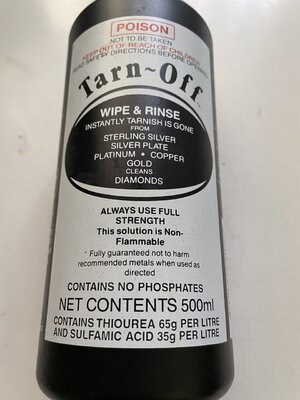 POISON
NOT TO BE TAKEN
KEEP OUT OF REACH OF CHILDREN
READ SAFETY DIRECTIONS BEFORE OPENING
Tarn~Off
WIPE & RINSE
INSTANTLY TARNISH IS GONE
FROM
STERLING SILVER
SILVER PLATE
PLATINUM • COPPER
GOLD
CLEANS
DIAMONDS
ALWAYS USE FULL
STRENGTH
This solution is Non-
Flammable
Fully guaranteed not to harm
recommended metals when used as
directed
CONTAINS NO PHOSPHATES
NET CONTENTS 500ml
CONTAINS THIOUREA 65g PER LITRE
AND SULFAMIC ACID 35g PER LITRE